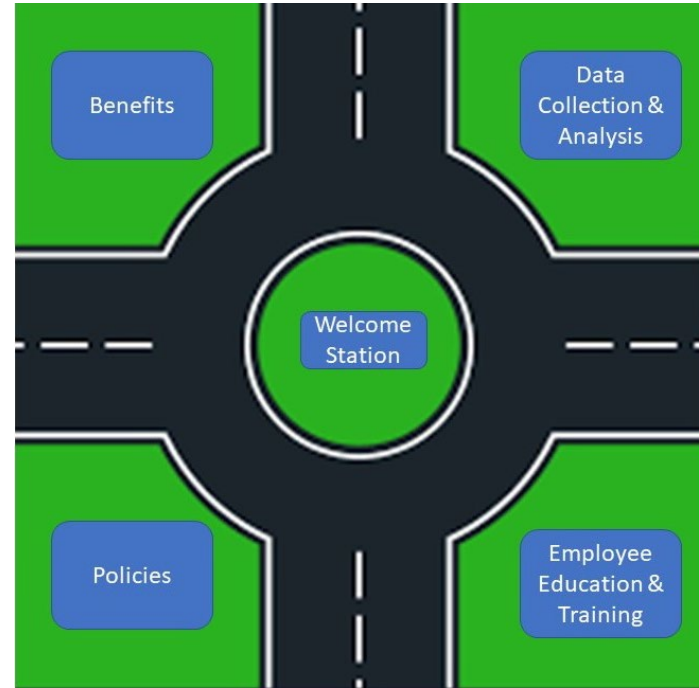 Benefits
Data
Collection &
Analysis
Welcome
Station
Policies
Employee
Education &
Training